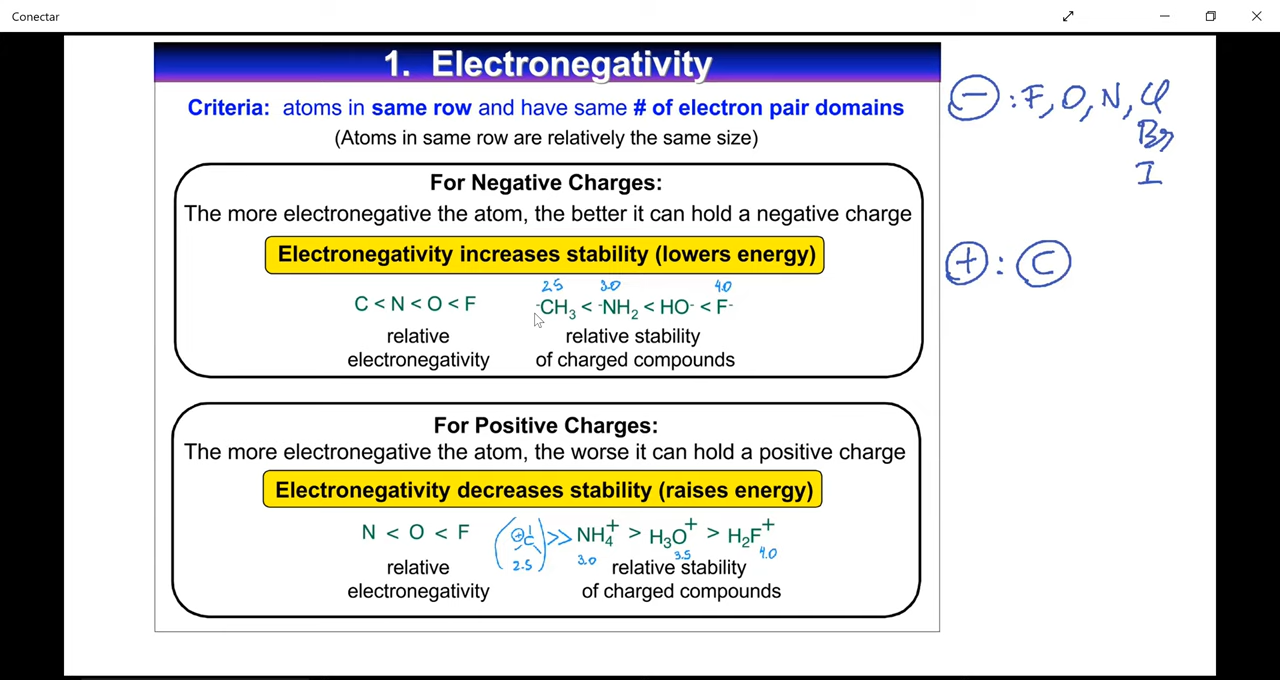 Conectar
1. Electronegativity
Criteria: atoms in same row and have same # of electron pair domains
(Atoms in same row are relatively the same size)
For Negative Charges:
The more electronegative the atom, the better it can hold a negative charge
Electronegativity increases stability (lowers energy)
2.5 3.0 4.0
C < N < O < F
⁻CH₃ < ⁻NH₂ < HO⁻ < F⁻
relative
electronegativity
relative stability
of charged compounds
For Positive Charges:
The more electronegative the atom, the worse it can hold a positive charge
Electronegativity decreases stability (raises energy)
N < O < F
(⊕C) >> NH₄⁺ > H₃O⁺ > H₂F⁺
2.5 3.0 3.5 4.0
relative
electronegativity
relative stability
of charged compounds
⊖ : F, O, N, Cl
Br
I
⊕ : C